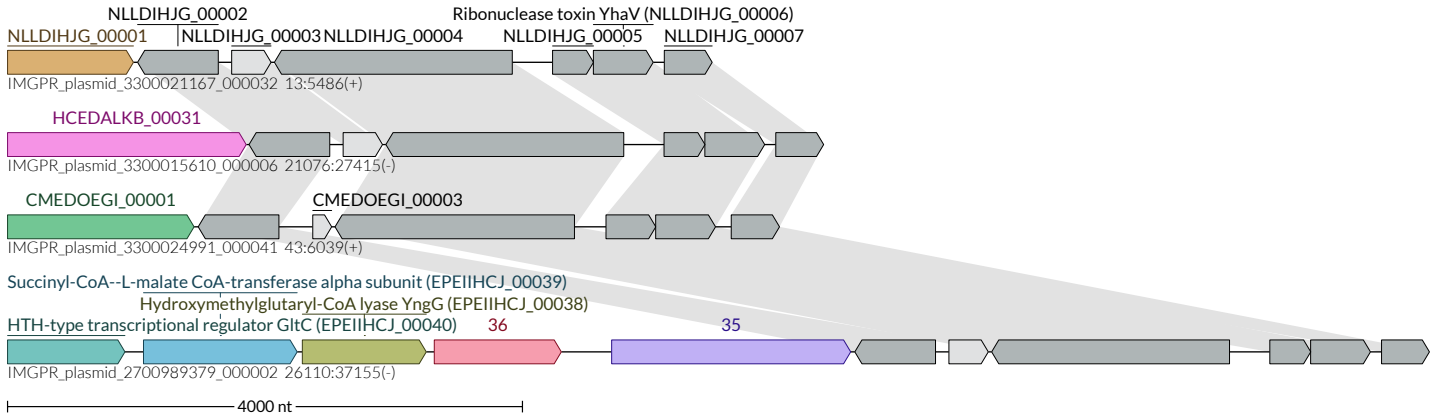 NLLDIHJG_00002
Ribonuclease toxin YhaV (NLLDIHJG_00006)
NLLDIHJG_00001
NLLDIHJG_00003
NLLDIHJG_00004
NLLDIHJG_00005
NLLDIHJG_00007
IMGPR_plasmid_3300021167_000032 13:5486(+)
HCEDALKB_00031
IMGPR_plasmid_3300015610_000006 21076:27415(-)
CMEDOEGI_00001
CMEDOEGI_00003
IMGPR_plasmid_3300024991_000041 43:6039(+)
Succinyl-CoA--L-malate CoA-transferase alpha subunit (EPEIIHCJ_00039)
Hydroxymethylglutaryl-CoA lyase YngG (EPEIIHCJ_00038)
HTH-type transcriptional regulator GltC (EPEIIHCJ_00040)
36
35
IMGPR_plasmid_2700989379_000002 26110:37155(-)
4000 nt